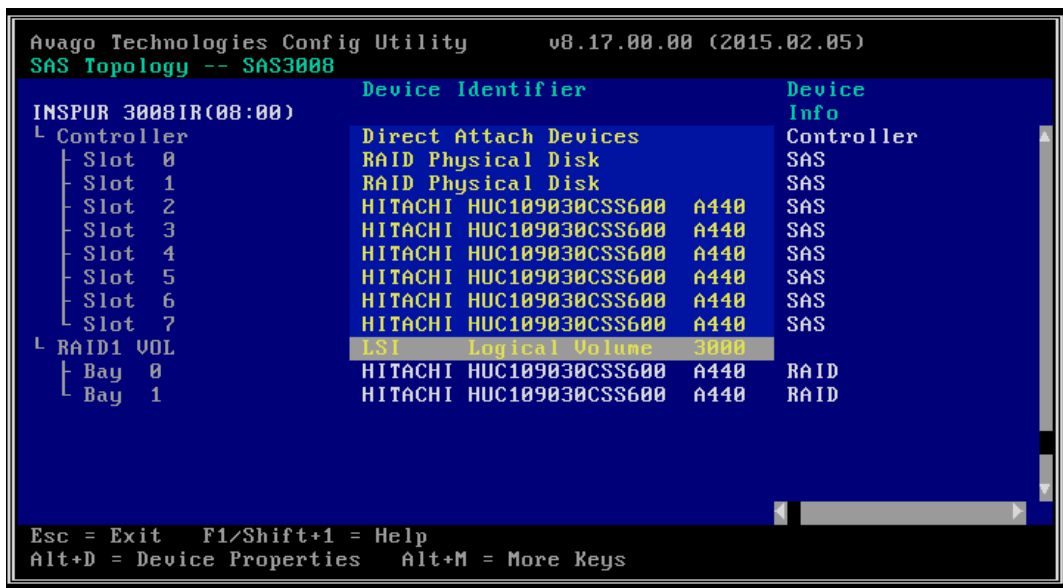 Avago Technologies Config Utility v8.17.00.00 (2015.02.05)
SAS Topology -- SAS3008
Device Identifier Device
INSPUR 3008IR(08:00) Info
Controller Direct Attach Devices Controller
Slot 0 RAID Physical Disk SAS
Slot 1 RAID Physical Disk SAS
Slot 2 HITACHI HUC109030CSS600 A440 SAS
Slot 3 HITACHI HUC109030CSS600 A440 SAS
Slot 4 HITACHI HUC109030CSS600 A440 SAS
Slot 5 HITACHI HUC109030CSS600 A440 SAS
Slot 6 HITACHI HUC109030CSS600 A440 SAS
Slot 7 HITACHI HUC109030CSS600 A440 SAS
RAID1 VOL LSI Logical Volume 3000
Bay 0 HITACHI HUC109030CSS600 A440 RAID
Bay 1 HITACHI HUC109030CSS600 A440 RAID
Esc = Exit F1/Shift+1 = Help
Alt+D = Device Properties Alt+M = More Keys